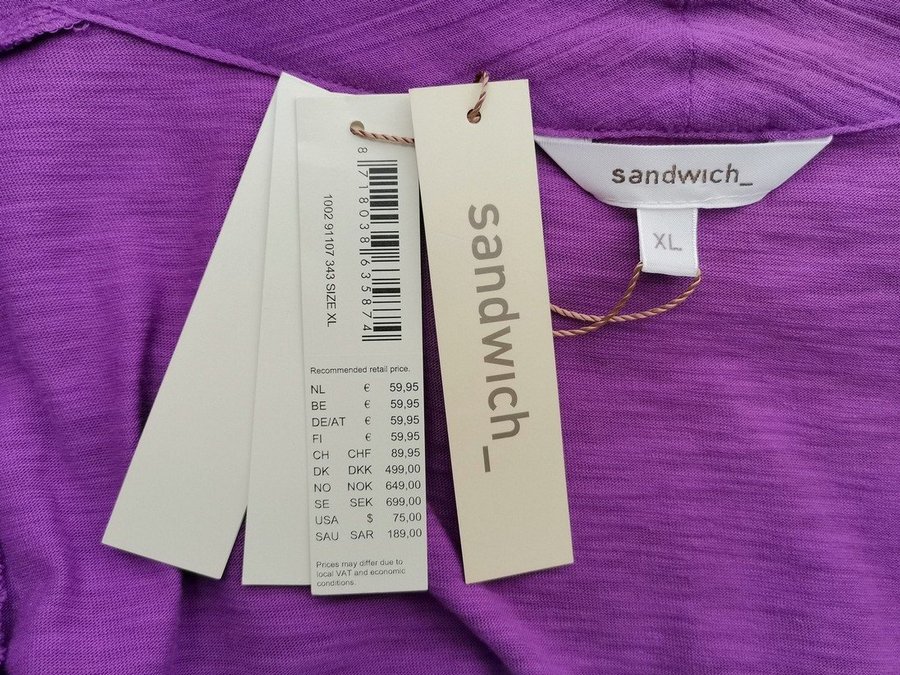 8 718038 635874
1002 91107 343 SIZE XL
Recommended retail price.
NL € 59,95
BE € 59,95
DE/AT € 59,95
FI € 59,95
CH CHF 89,95
DK DKK 499,00
NO NOK 649,00
SE SEK 699,00
USA $ 75,00
SAU SAR 189,00
Prices may differ due to
local VAT and economic
conditions.
sandwich_
sandwich_
XL